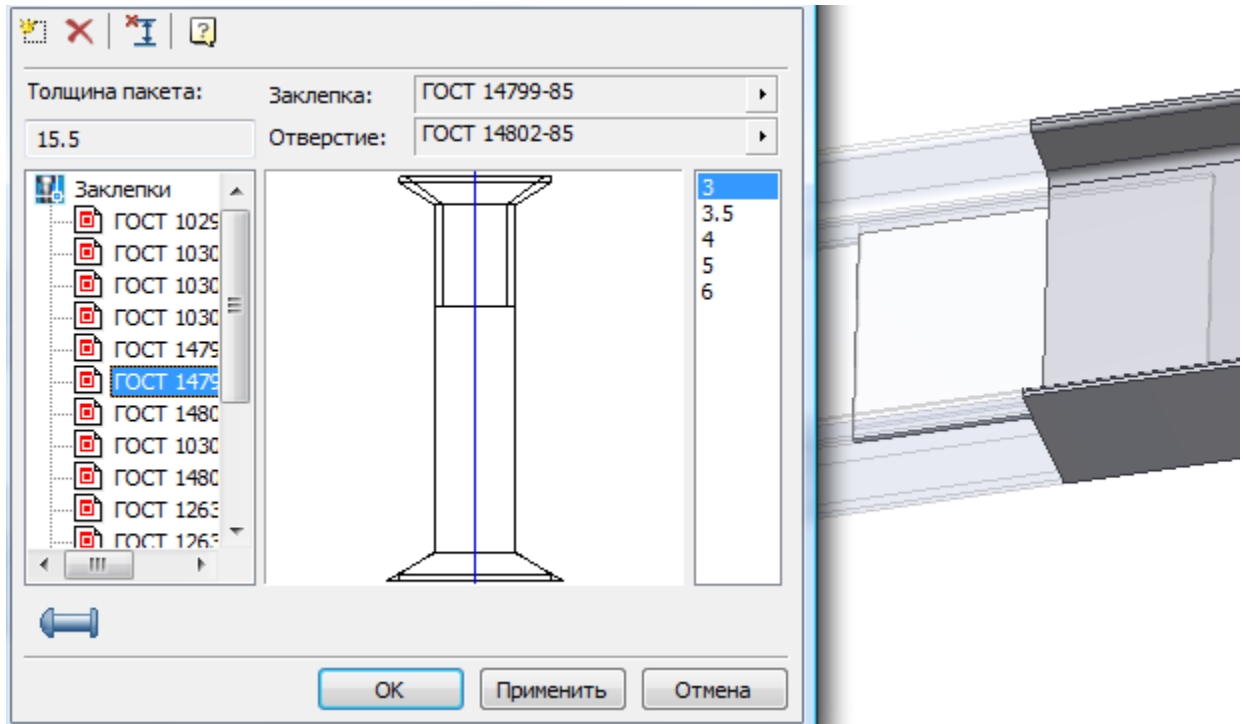 Толщина пакета:
Заклепка:
ГОСТ 14799-85
15.5
Отверстие:
ГОСТ 14802-85
Заклепки
ГОСТ 1029
ГОСТ 1030
ГОСТ 1030
ГОСТ 1030
ГОСТ 1479
ГОСТ 1479
ГОСТ 1480
ГОСТ 1030
ГОСТ 1480
ГОСТ 1263
ГОСТ 1263
3
3.5
4
5
6
OK
Применить
Отмена